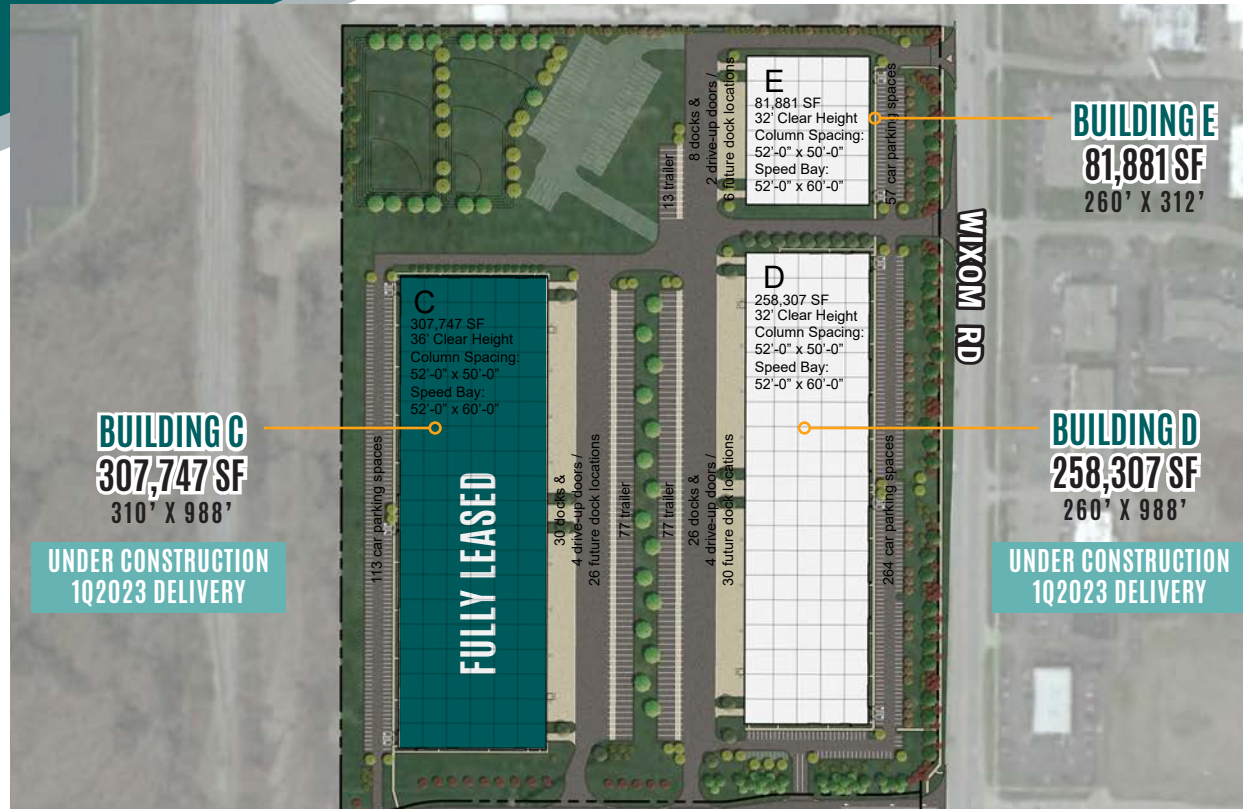 E
81,881 SF
32' Clear Height
Column Spacing:
52'-0" x 50'-0"
Speed Bay:
52'-0" x 60'-0"
8 docks &
2 drive-up doors /
6 future dock locations
13 trailer
57 car parking spaces
BUILDING E
81,881 SF
260' X 312'
WIXOM RD
C
307,747 SF
36' Clear Height
Column Spacing:
52'-0" x 50'-0"
Speed Bay:
52'-0" x 60'-0"
FULLY LEASED
BUILDING C
307,747 SF
310' X 988'
UNDER CONSTRUCTION
1Q2023 DELIVERY
113 car parking spaces
30 docks &
4 drive-up doors /
26 future dock locations
77 trailer
77 trailer
26 docks &
4 drive-up doors /
30 future dock locations
D
258,307 SF
32' Clear Height
Column Spacing:
52'-0" x 50'-0"
Speed Bay:
52'-0" x 60'-0"
264 car parking spaces
BUILDING D
258,307 SF
260' X 988'
UNDER CONSTRUCTION
1Q2023 DELIVERY